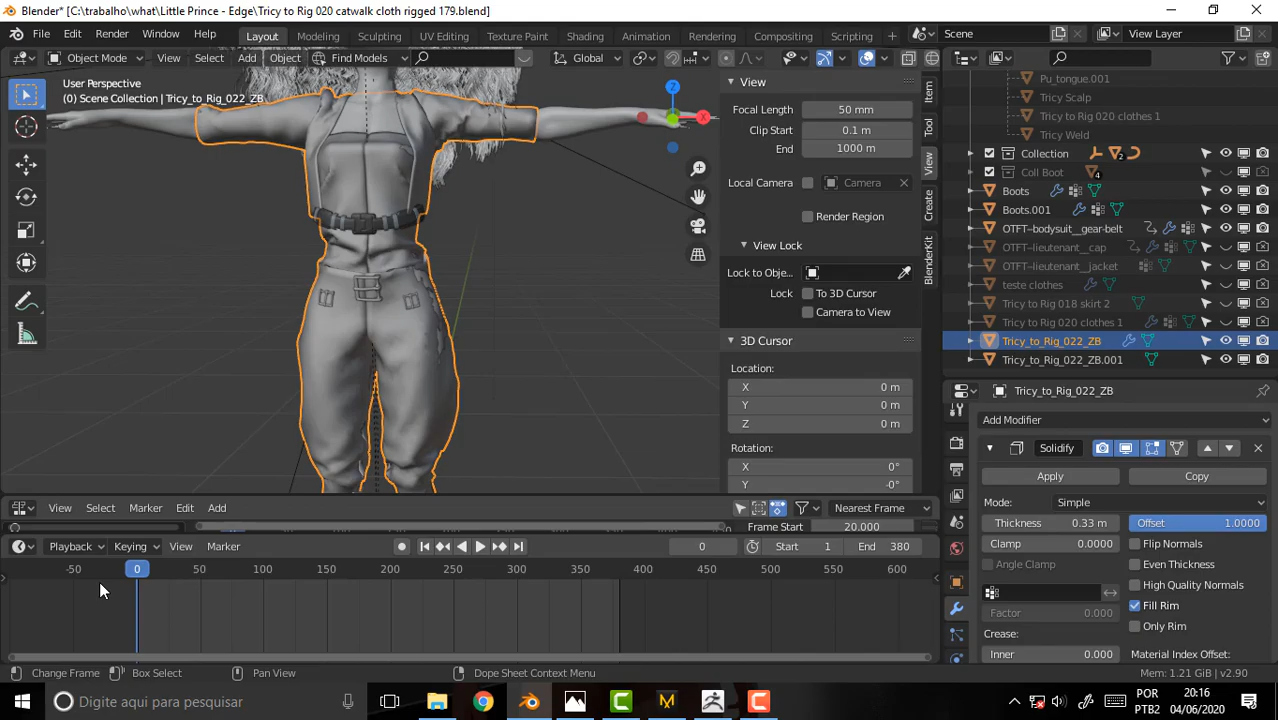 Blender* [C:\trabalho\what\Little Prince - Edge\Tricy to Rig 020 catwalk cloth rigged 179.blend]
File Edit Render Window Help Layout Modeling Sculpting UV Editing Texture Paint Shading Animation Rendering Compositing Scripting Scene View Layer
Object Mode View Select Add Object Find Models Global
User Perspective
(0) Scene Collection | Tricy_to_Rig_022_ZB
Z
X
View
Focal Length 50 mm
Clip Start 0.1 m
End 1000 m
Local Camera Camera
Render Region
View Lock
Lock to Obje...
Lock To 3D Cursor
Camera to View
3D Cursor
Location:
X 0 m
Y 0 m
Z 0 m
Rotation:
X 0°
Y -0°
Item
Tool
View
Create
BlenderKit
Pu_tongue.001
Tricy Scalp
Tricy to Rig 020 clothes 1
Tricy Weld
Collection 2
Coll Boot 4
Boots
Boots.001
OTFT-bodysuit__gear-belt
OTFT-lieutenant__cap
OTFT-lieutenant__jacket
teste clothes
Tricy to Rig 018 skirt 2
Tricy to Rig 020 clothes 1
Tricy_to_Rig_022_ZB
Tricy_to_Rig_022_ZB.001
Tricy_to_Rig_022_ZB
Add Modifier
Solidify
Apply Copy
Mode: Simple
Thickness 0.33 m Offset 1.0000
Clamp 0.0000 Flip Normals
Angle Clamp Even Thickness
High Quality Normals
Factor 0.000 Fill Rim
Only Rim
Crease: Material Index Offset:
Inner 0.000
View Select Marker Edit Add Nearest Frame
Frame Start 20.000
Playback Keying View Marker 0 Start 1 End 380
-50 0 50 100 150 200 250 300 350 400 450 500 550 600
Change Frame Box Select Pan View Dope Sheet Context Menu Mem: 1.21 GiB | v2.90
Digite aqui para pesquisar
POR
PTB2
20:16
04/06/2020